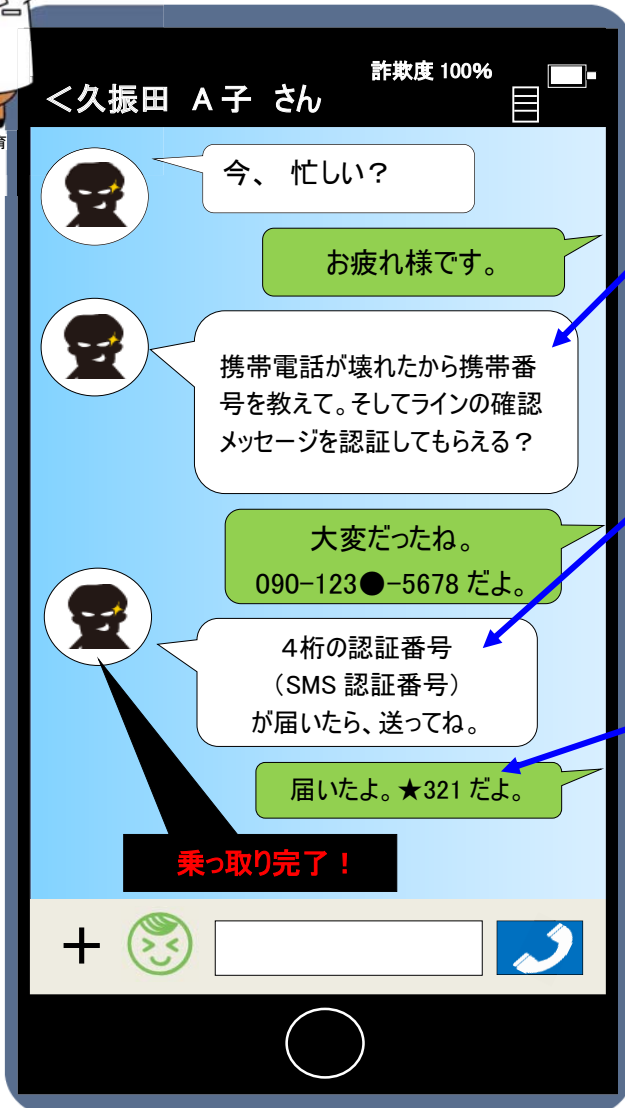 詐欺度 100%
＜久振田 A子 さん
育
今、 忙しい？
お疲れ様です。
携帯電話が壊れたから携帯番
号を教えて。そしてラインの確認
メッセージを認証してもらえる？
大変だったね。
090-123●-5678 だよ。
４桁の認証番号
（SMS 認証番号）
が届いたら、送ってね。
届いたよ。★321 だよ。
乗っ取り完了！